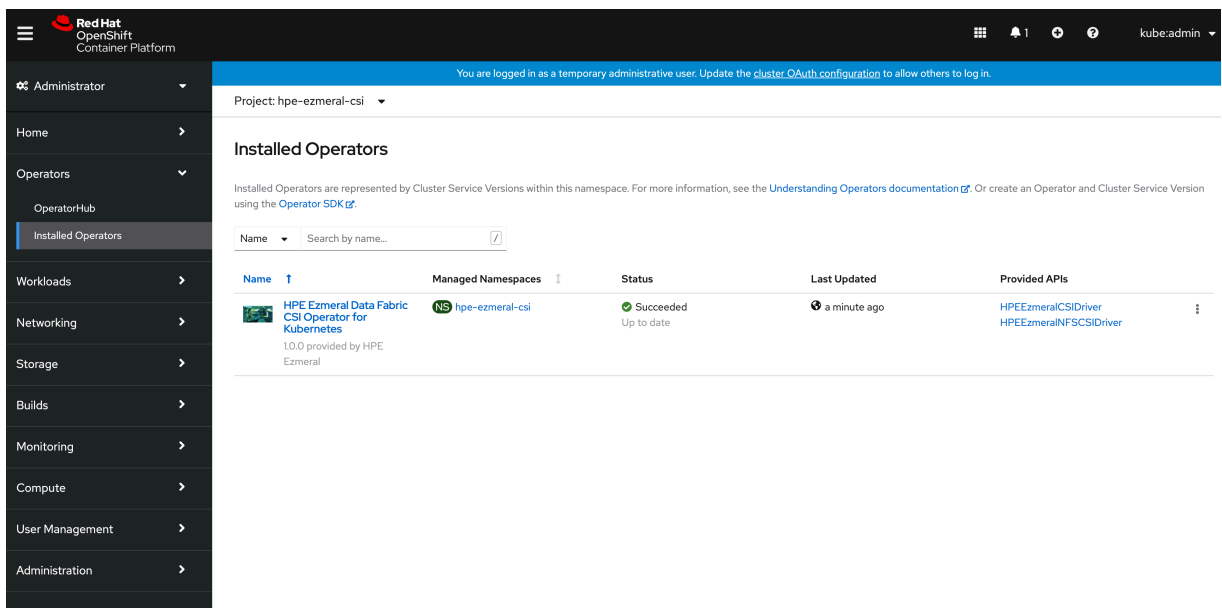 Red Hat
OpenShift
Container Platform
1
kube:admin
Administrator
You are logged in as a temporary administrative user. Update the cluster OAuth configuration to allow others to log in.
Project: hpe-ezmeral-csi
Home
Operators
OperatorHub
Installed Operators
Workloads
Networking
Storage
Builds
Monitoring
Compute
User Management
Administration
Installed Operators
Installed Operators are represented by Cluster Service Versions within this namespace. For more information, see the Understanding Operators documentation. Or create an Operator and Cluster Service Version
using the Operator SDK.
Name Search by name... /
Name Managed Namespaces Status Last Updated Provided APIs
HPE Ezmeral Data Fabric
CSI Operator for
Kubernetes
1.0.0 provided by HPE
Ezmeral
NS hpe-ezmeral-csi
Succeeded
Up to date
a minute ago
HPEEzmeralCSIDriver
HPEEzmeralNFSCSIDriver